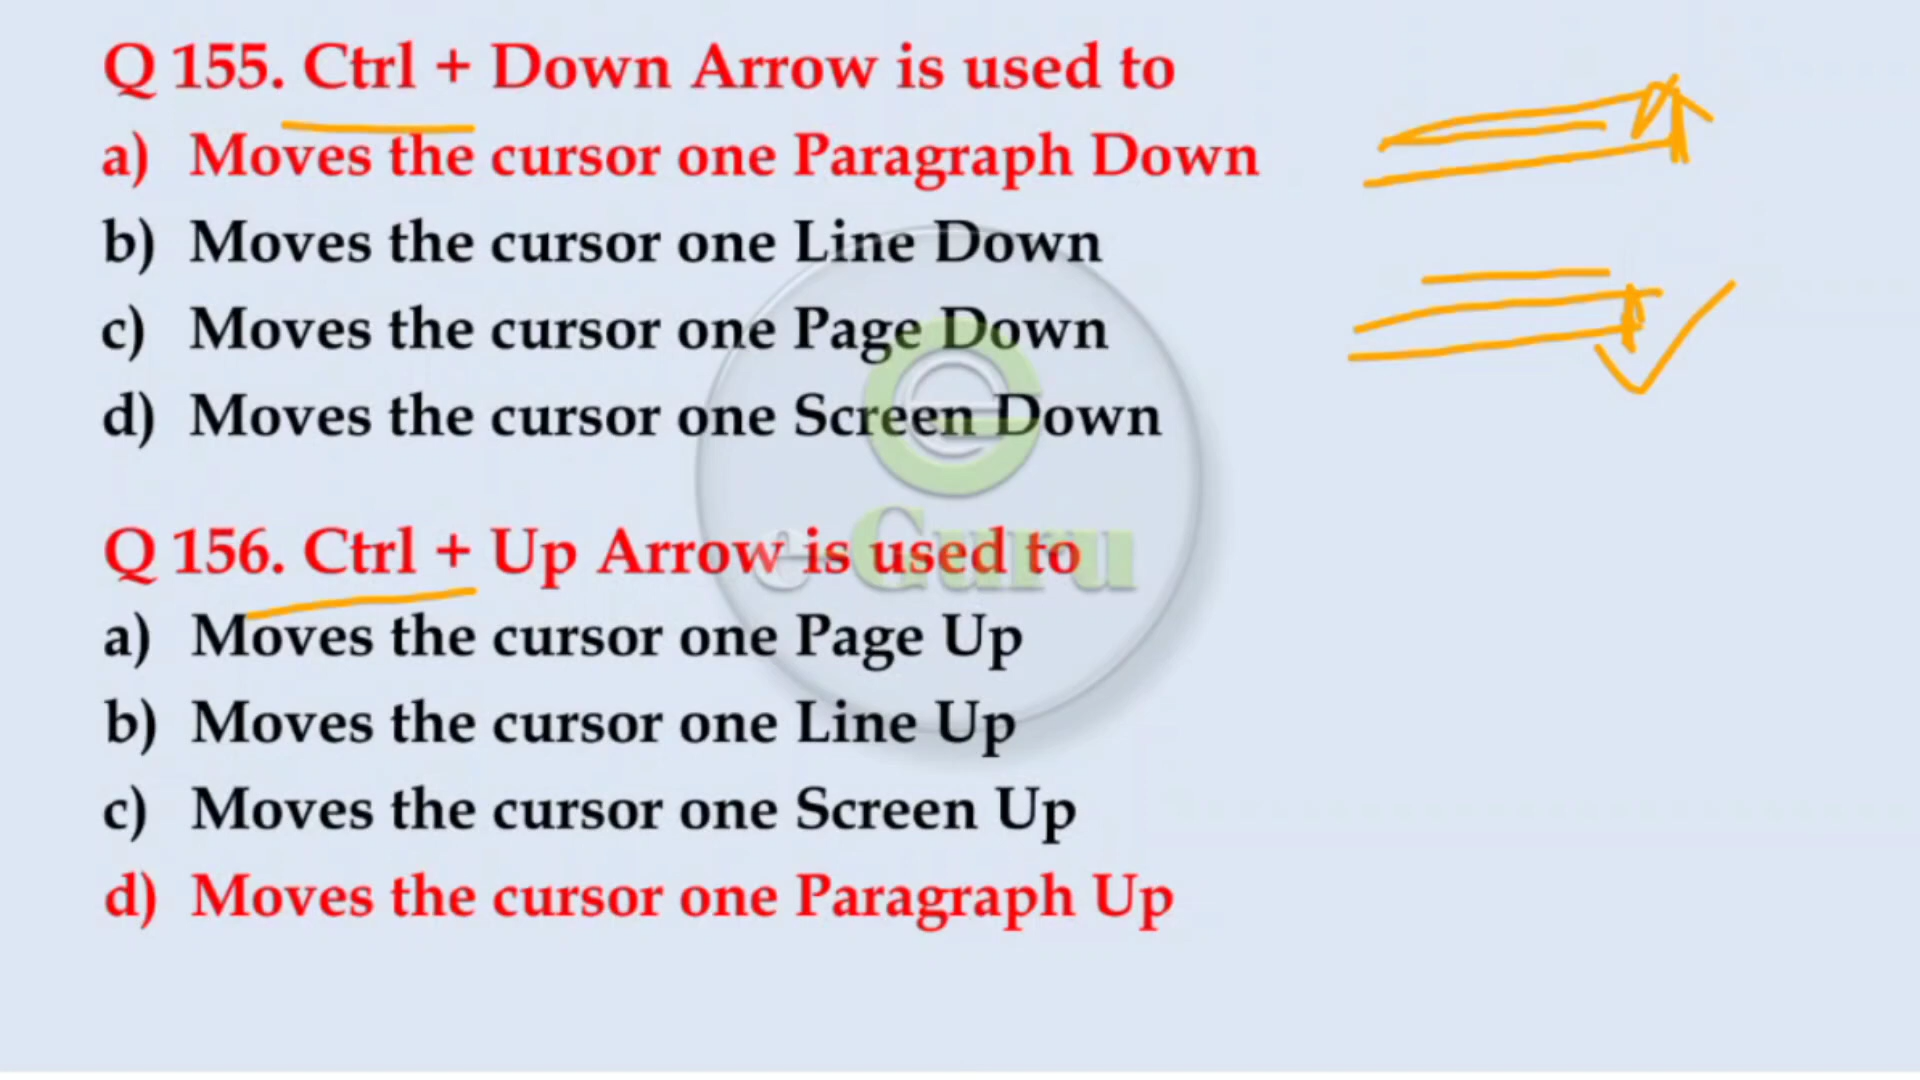 Q 155. Ctrl + Down Arrow is used to
a) Moves the cursor one Paragraph Down
b) Moves the cursor one Line Down
c) Moves the cursor one Page Down
d) Moves the cursor one Screen Down
Q 156. Ctrl + Up Arrow is used to
a) Moves the cursor one Page Up
b) Moves the cursor one Line Up
c) Moves the cursor one Screen Up
d) Moves the cursor one Paragraph Up
e-Guru